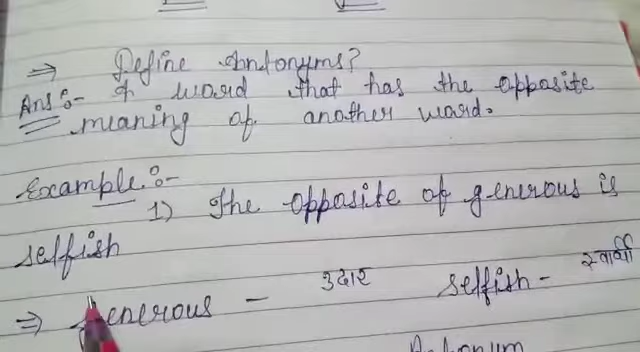 ⇒ Define Antonyms?
Ans:- A word that has the opposite
meaning of another word.
Example:-
1) The opposite of generous is
selfish
⇒ generous - उदार selfish - स्वार्थी
Antonym